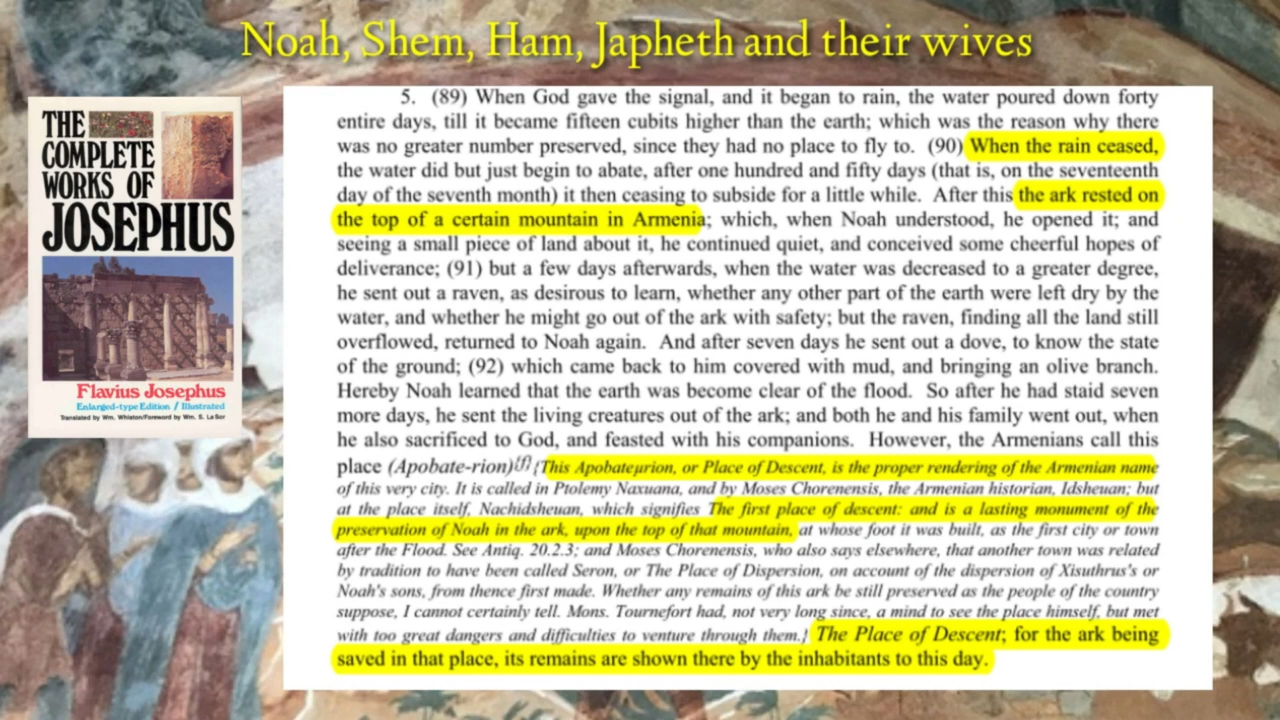 Noah, Shem, Ham, Japheth and their wives
THE
COMPLETE
WORKS OF
JOSEPHUS
Flavius Josephus
Enlarged-type Edition / Illustrated
Translated by Wm. Whiston/Foreword by Wm. S. LaSor
5. (89) When God gave the signal, and it began to rain, the water poured down forty
entire days, till it became fifteen cubits higher than the earth; which was the reason why there
was no greater number preserved, since they had no place to fly to. (90) When the rain ceased,
the water did but just begin to abate, after one hundred and fifty days (that is, on the seventeenth
day of the seventh month) it then ceasing to subside for a little while. After this the ark rested on
the top of a certain mountain in Armenia; which, when Noah understood, he opened it; and
seeing a small piece of land about it, he continued quiet, and conceived some cheerful hopes of
deliverance; (91) but a few days afterwards, when the water was decreased to a greater degree,
he sent out a raven, as desirous to learn, whether any other part of the earth were left dry by the
water, and whether he might go out of the ark with safety; but the raven, finding all the land still
overflowed, returned to Noah again. And after seven days he sent out a dove, to know the state
of the ground; (92) which came back to him covered with mud, and bringing an olive branch.
Hereby Noah learned that the earth was become clear of the flood. So after he had staid seven
more days, he sent the living creatures out of the ark; and both he and his family went out, when
he also sacrificed to God, and feasted with his companions. However, the Armenians call this
place (Apobate-rion)[f] {This Apobateµrion, or Place of Descent, is the proper rendering of the Armenian name
of this very city. It is called in Ptolemy Naxuana, and by Moses Chorenensis, the Armenian historian, Idsheuan; but
at the place itself, Nachidsheuan, which signifies The first place of descent: and is a lasting monument of the
preservation of Noah in the ark, upon the top of that mountain, at whose foot it was built, as the first city or town
after the Flood. See Antiq. 20.2.3; and Moses Chorenensis, who also says elsewhere, that another town was related
by tradition to have been called Seron, or The Place of Dispersion, on account of the dispersion of Xisuthrus's or
Noah's sons, from thence first made. Whether any remains of this ark be still preserved as the people of the country
suppose, I cannot certainly tell. Mons. Tournefort had, not very long since, a mind to see the place himself, but met
with too great dangers and difficulties to venture through them.} The Place of Descent; for the ark being
saved in that place, its remains are shown there by the inhabitants to this day.